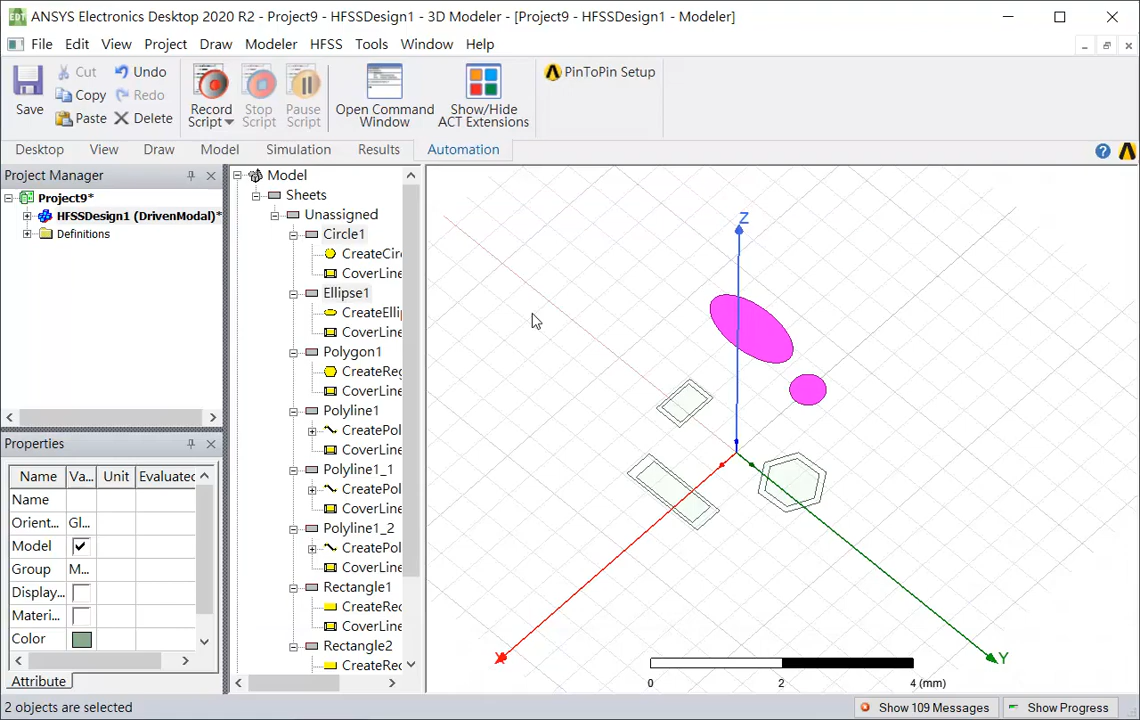 ANSYS Electronics Desktop 2020 R2 - Project9 - HFSSDesign1 - 3D Modeler - [Project9 - HFSSDesign1 - Modeler]
File Edit View Project Draw Modeler HFSS Tools Window Help
Save
Cut
Copy
Paste
Undo
Redo
Delete
Record Script
Stop Script
Pause Script
Open Command Window
Show/Hide ACT Extensions
PinToPin Setup
Desktop View Draw Model Simulation Results Automation
Project Manager
Project9*
HFSSDesign1 (DrivenModal)*
Definitions
Properties
Name Va... Unit Evaluated
Name
Orient... Gl...
Model
Group M...
Display...
Materi...
Color
Attribute
Model
Sheets
Unassigned
Circle1
CreateCir
CoverLine
Ellipse1
CreateElli
CoverLine
Polygon1
CreateReg
CoverLine
Polyline1
CreatePol
CoverLine
Polyline1_1
CreatePol
CoverLine
Polyline1_2
CreatePol
CoverLine
Rectangle1
CreateRec
CoverLine
Rectangle2
CreateRec
Z
X
Y
0 2 4 (mm)
2 objects are selected
Show 109 Messages
Show Progress